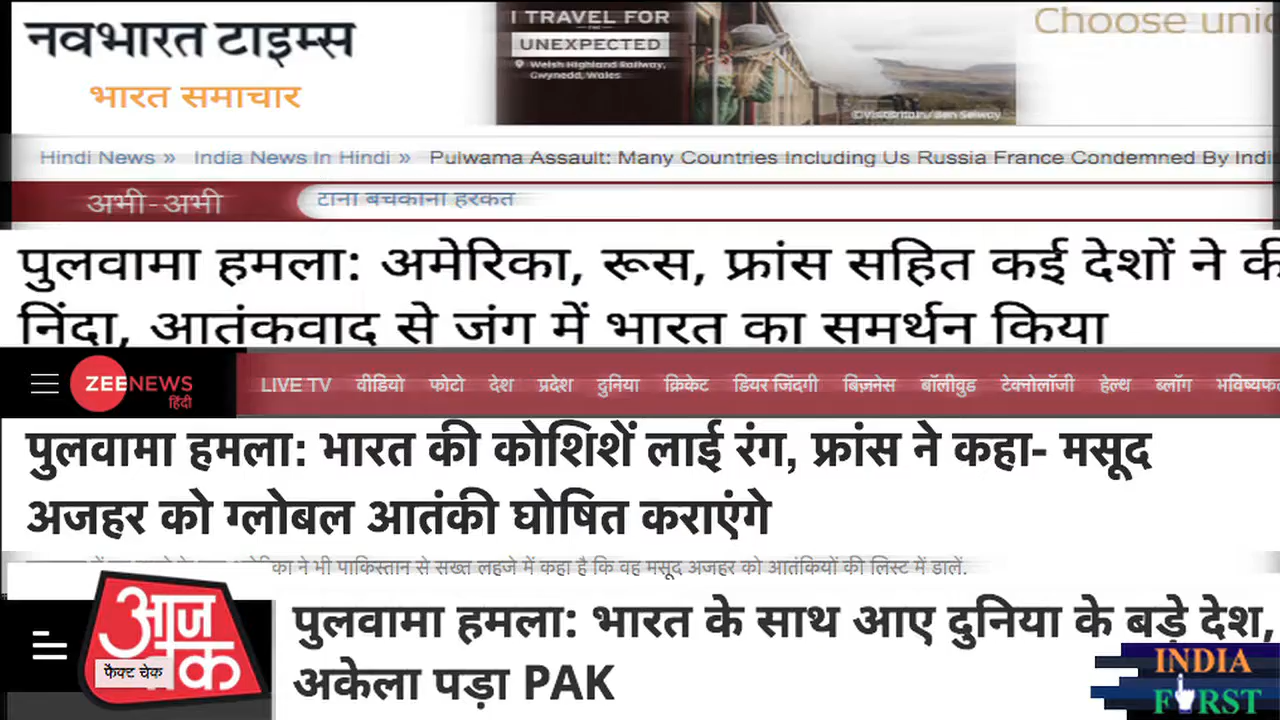 नवभारत टाइम्स
भारत समाचार
I TRAVEL FOR
THE
UNEXPECTED
Welsh Highland Railway,
Gwynedd, Wales
Choose
Hindi News » India News In Hindi » Pulwama Assault: Many Countries Including Us Russia France Condemned By
अभी-अभी टाना बचकाना हरकत
पुलवामा हमला: अमेरिका, रूस, फ्रांस सहित कई देशों ने की
निंदा, आतंकवाद से जंग में भारत का समर्थन किया
ZEENEWS
हिंदी
LIVE TV वीडियो फोटो देश प्रदेश दुनिया क्रिकेट डियर जिंदगी बिज़नेस बॉलीवुड टेक्नोलॉजी हेल्थ ब्लॉग
पुलवामा हमला: भारत की कोशिशें लाई रंग, फ्रांस ने कहा- मसूद
अजहर को ग्लोबल आतंकी घोषित कराएंगे
ने भी पाकिस्तान से सख्त लहजे में कहा है कि वह मसूद अजहर को आतंकियों की लिस्ट में डालें.
आज
तक
फैक्ट चेक
पुलवामा हमला: भारत के साथ आए दुनिया के बड़े देश,
अकेला पड़ा PAK
INDIA
FIRST